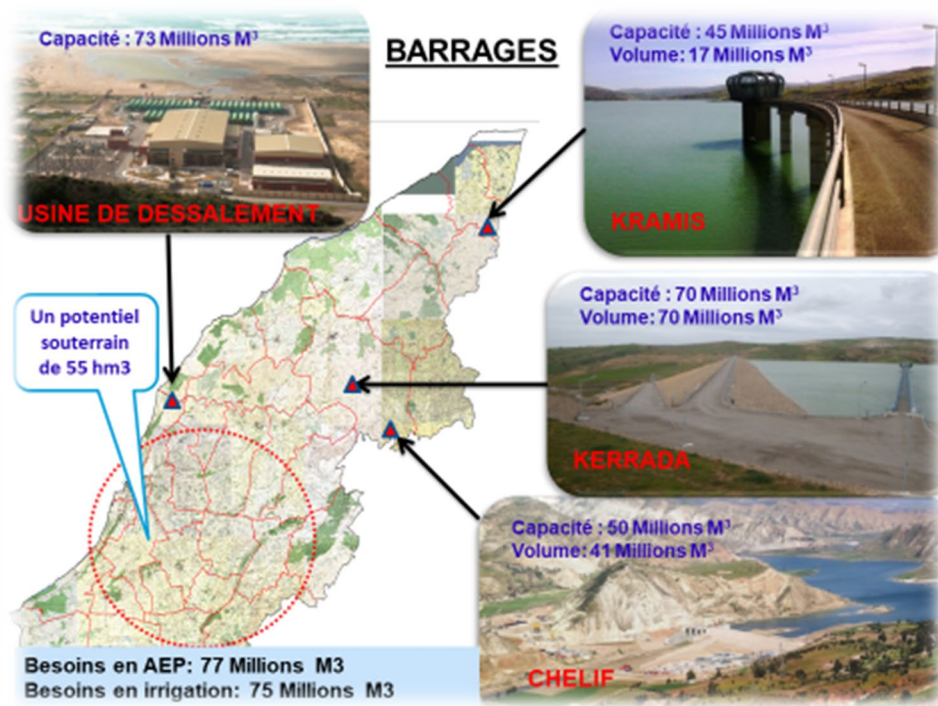 BARRAGES
Capacité : 73 Millions M³
USINE DE DESSALEMENT
Capacité : 45 Millions M³
Volume: 17 Millions M³
KRAMIS
Un potentiel
souterrain
de 55 hm3
Capacité : 70 Millions M³
Volume: 70 Millions M³
KERRADA
Capacité : 50 Millions M³
Volume: 41 Millions M³
CHELIF
Besoins en AEP: 77 Millions M3
Besoins en irrigation: 75 Millions M3